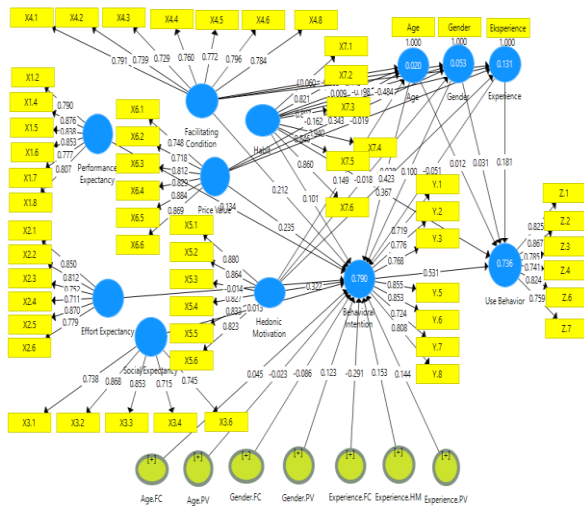 X4.1
X4.2
X4.3
X4.4
X4.5
X4.6
X4.8
Age
Gender
Eksperience
0.791
0.739
0.729
0.760
0.772
0.796
0.784
1.000
1.000
1.000
X7.1
X7.2
X7.3
X7.4
X7.5
X7.6
0.020
0.053
0.131
Age
Gender
Experience
X1.2
X1.4
X1.5
X1.6
X1.7
X1.8
0.790
0.876
0.838
0.853
0.777
0.807
Performance
Expectancy
Facilitating
Condition
Habit
0.821
0.009
-0.198
-0.484
-0.162
0.343
-0.019
0.860
X6.1
X6.2
X6.3
X6.4
X6.5
X6.6
0.748
0.718
0.812
0.829
0.884
0.869
Price Value
0.134
0.212
0.101
0.235
0.149
-0.018
0.423
0.367
0.100
-0.051
0.012
0.031
0.181
X2.1
X2.2
X2.3
X2.4
X2.5
X2.6
0.850
0.812
0.752
0.711
0.870
0.779
Effort Expectancy
X5.1
X5.2
X5.3
X5.4
X5.5
X5.6
0.880
0.864
0.827
0.823
-0.014
0.013
0.322
Hedonic
Motivation
Y.1
Y.2
Y.3
Y.5
Y.6
Y.7
Y.8
0.719
0.776
0.768
0.855
0.853
0.724
0.808
0.790
Behavioral
Intention
0.531
0.736
Use Behavior
Z.1
Z.2
Z.3
Z.4
Z.6
Z.7
0.825
0.867
0.785
0.741
0.824
0.759
Social Expectancy
0.738
0.868
0.853
0.715
0.745
X3.1
X3.2
X3.3
X3.4
X3.6
0.045
-0.023
-0.086
0.123
-0.291
0.153
0.144
[+]
[+]
[+]
[+]
[+]
[+]
[+]
Age.FC
Age.PV
Gender.FC
Gender.PV
Experience.FC
Experience.HM
Experience.PV